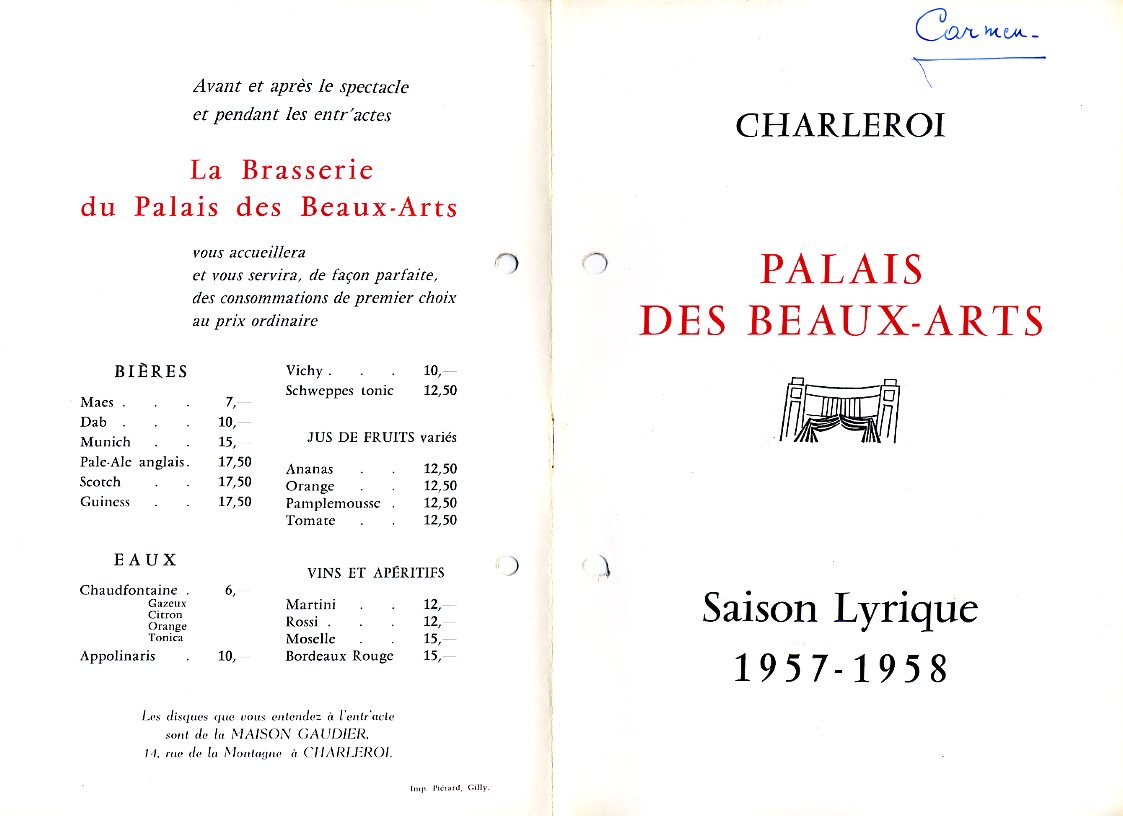 Avant et après le spectacle
et pendant les entr'actes
La Brasserie
du Palais des Beaux-Arts
vous accueillera
et vous servira, de façon parfaite,
des consommations de premier choix
au prix ordinaire
BIÈRES
Maes . . . 7,—
Dab . . . 10,—
Munich . . 15,—
Pale-Ale anglais. 17,50
Scotch . . 17,50
Guiness . . 17,50
EAUX
Chaudfontaine . 6,—
Gazeux
Citron
Orange
Tonica
Appolinaris . 10,—
Vichy . . . 10,—
Schweppes tonic 12,50
JUS DE FRUITS variés
Ananas . . 12,50
Orange . . 12,50
Pamplemousse . 12,50
Tomate . . 12,50
VINS ET APÉRITIFS
Martini . . 12,—
Rossi . . . 12,—
Moselle . . 15,—
Bordeaux Rouge 15,—
Les disques que vous entendez à l'entr'acte
sont de la MAISON GAUDIER,
14, rue de la Montagne à CHARLEROI.
Imp. Piérard, Gilly.
Carmen-
CHARLEROI
PALAIS
DES BEAUX-ARTS
Saison Lyrique
1957-1958